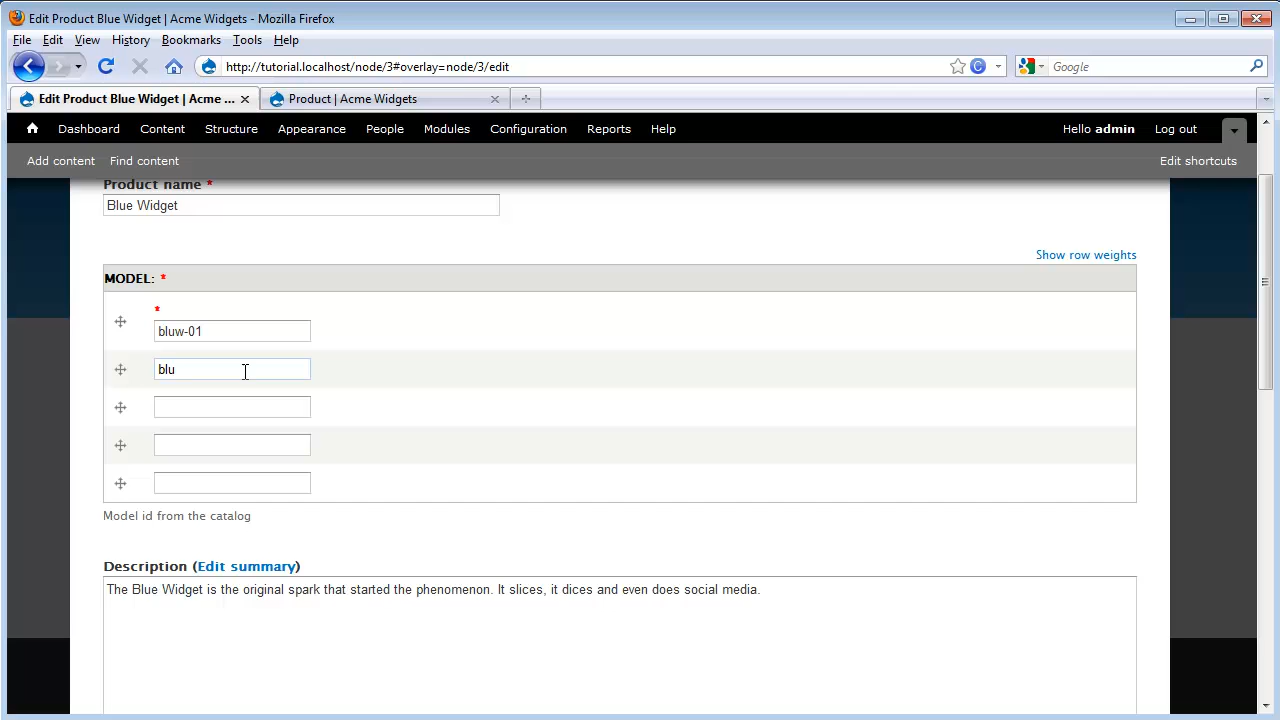 Edit Product Blue Widget | Acme Widgets - Mozilla Firefox
File Edit View History Bookmarks Tools Help
http://tutorial.localhost/node/3#overlay=node/3/edit
Google
Edit Product Blue Widget | Acme ...
Product | Acme Widgets
Dashboard Content Structure Appearance People Modules Configuration Reports Help
Hello admin Log out
Add content Find content
Edit shortcuts
Product name *
Blue Widget
Show row weights
MODEL: *
*
bluw-01
blu
Model id from the catalog
Description (Edit summary)
The Blue Widget is the original spark that started the phenomenon. It slices, it dices and even does social media.